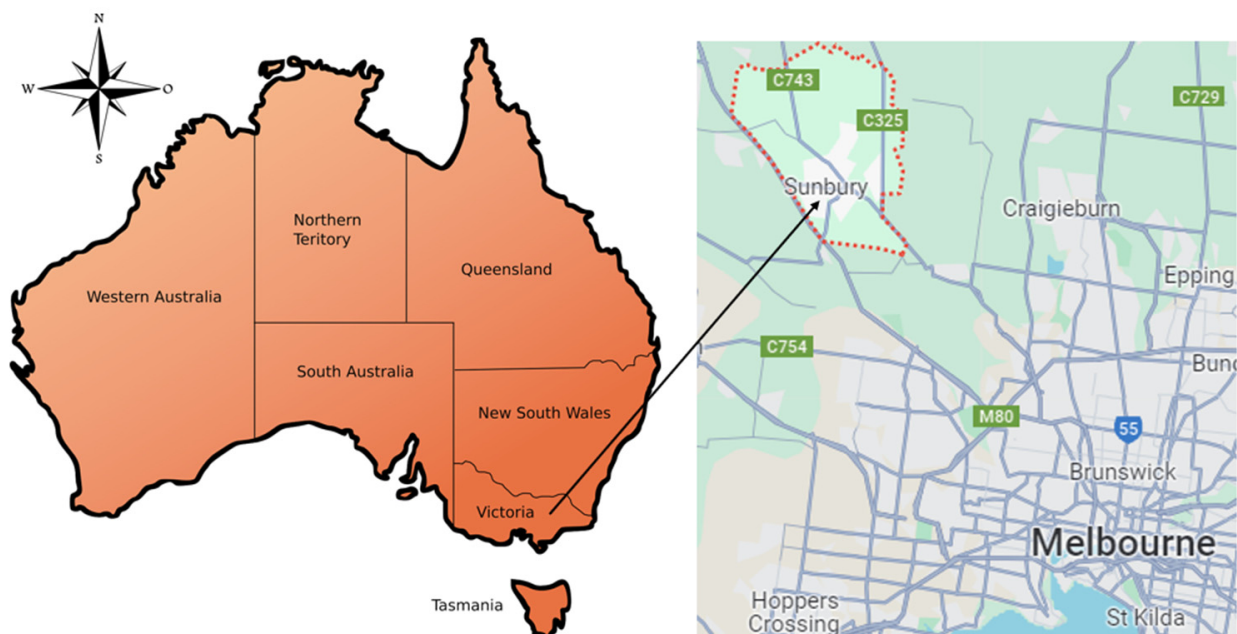 N
W
O
S
Northern
Teritory
Queensland
Western Australia
South Australia
New South Wales
Victoria
Tasmania
C743
C729
C325
Sunbury
Craigieburn
Epping
C754
Bund
M80
55
Brunswick
Melbourne
Hoppers
Crossing
St Kilda